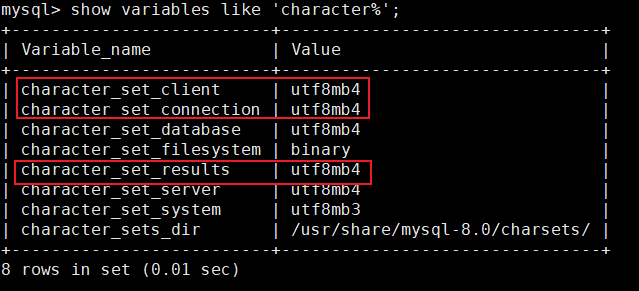 mysql> show variables like 'character%';
+--------------------------+--------------------------------+
| Variable_name | Value |
+--------------------------+--------------------------------+
| character_set_client | utf8mb4 |
| character_set_connection | utf8mb4 |
| character_set_database | utf8mb4 |
| character_set_filesystem | binary |
| character_set_results | utf8mb4 |
| character_set_server | utf8mb4 |
| character_set_system | utf8mb3 |
| character_sets_dir | /usr/share/mysql-8.0/charsets/ |
+--------------------------+--------------------------------+
8 rows in set (0.01 sec)